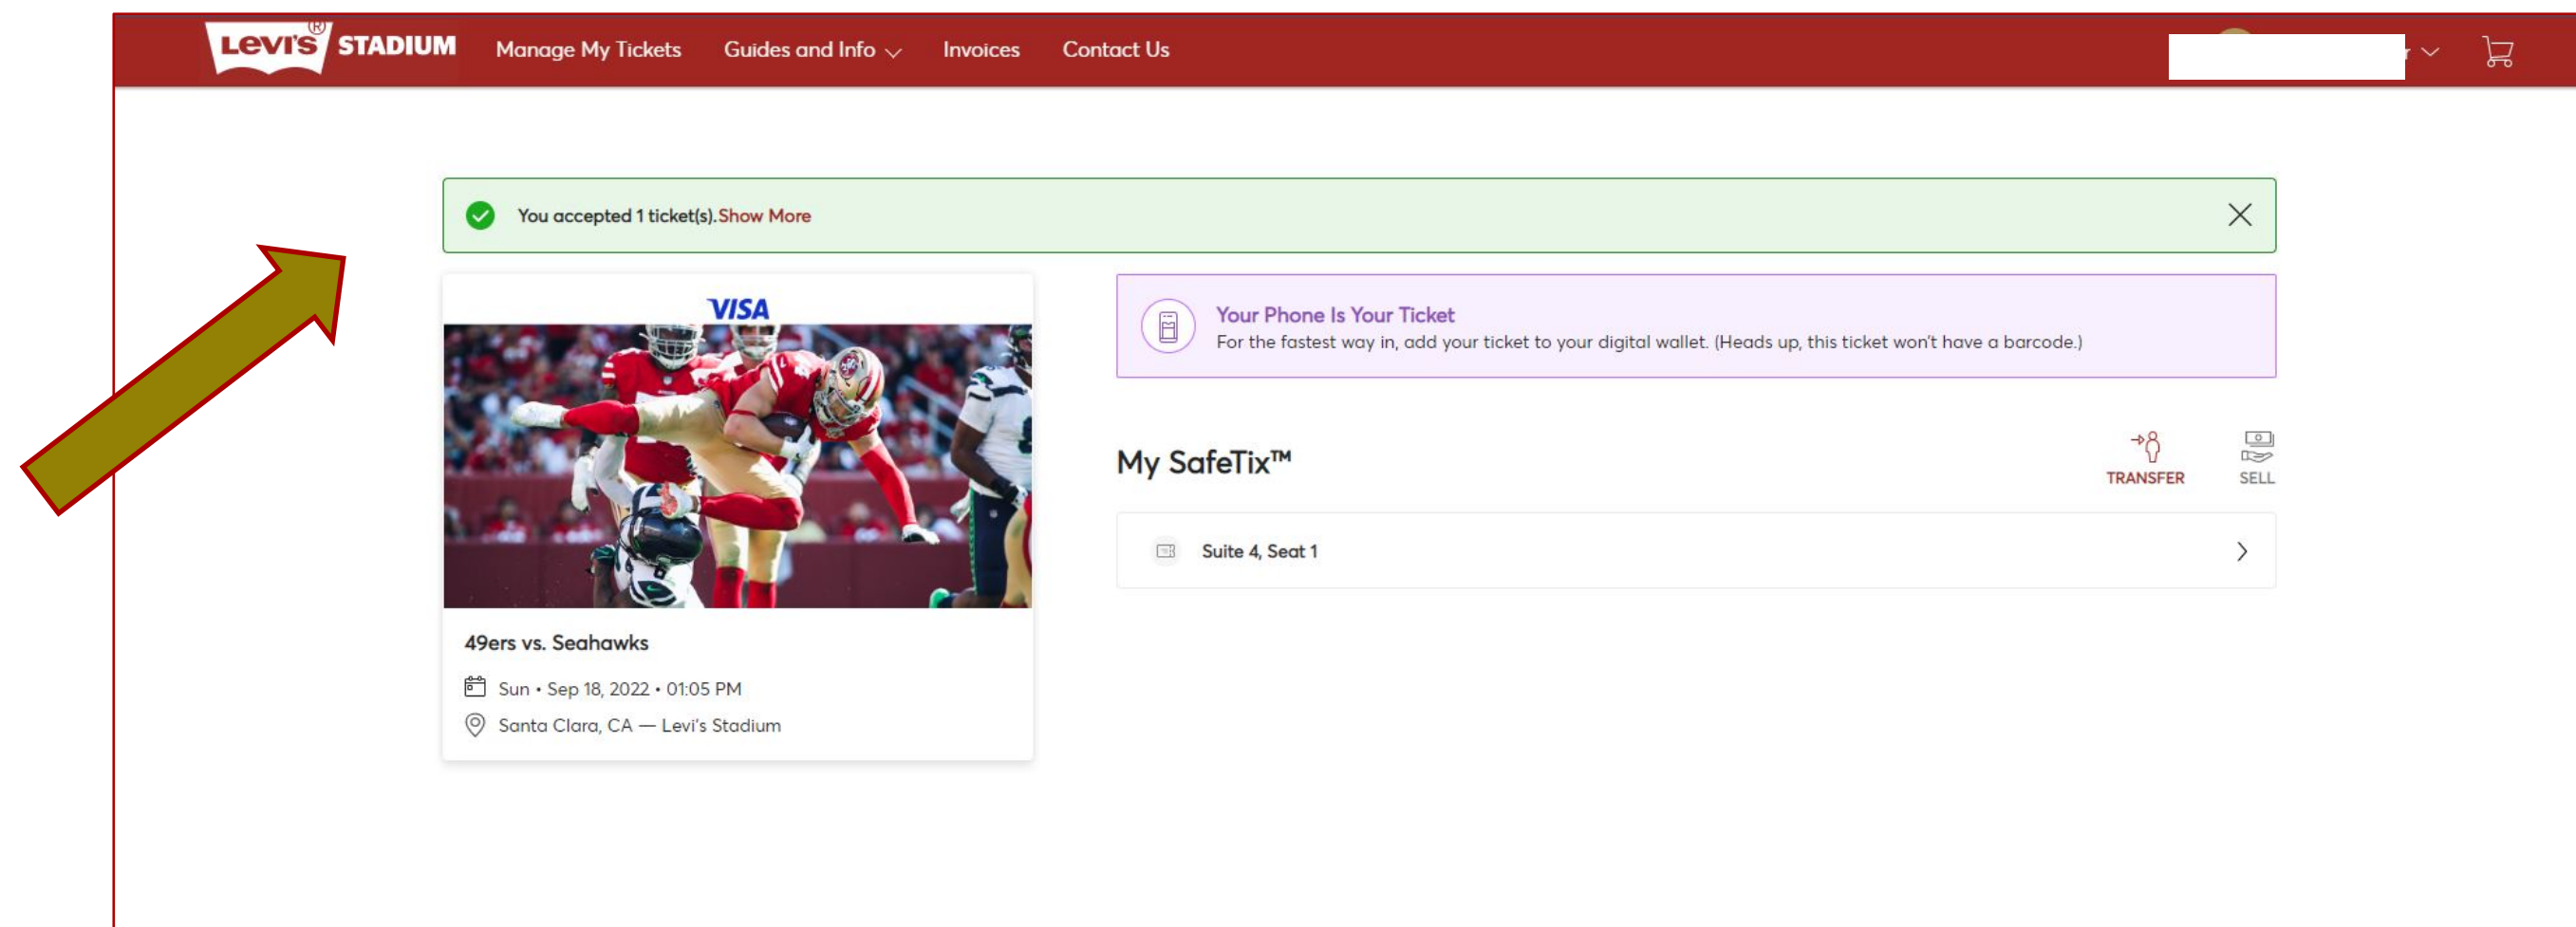 Levi's® STADIUM Manage My Tickets Guides and Info Invoices Contact Us
You accepted 1 ticket(s).Show More
VISA
Your Phone Is Your Ticket
For the fastest way in, add your ticket to your digital wallet. (Heads up, this ticket won't have a barcode.)
My SafeTix™
TRANSFER
SELL
Suite 4, Seat 1
49ers vs. Seahawks
Sun • Sep 18, 2022 • 01:05 PM
Santa Clara, CA — Levi's Stadium